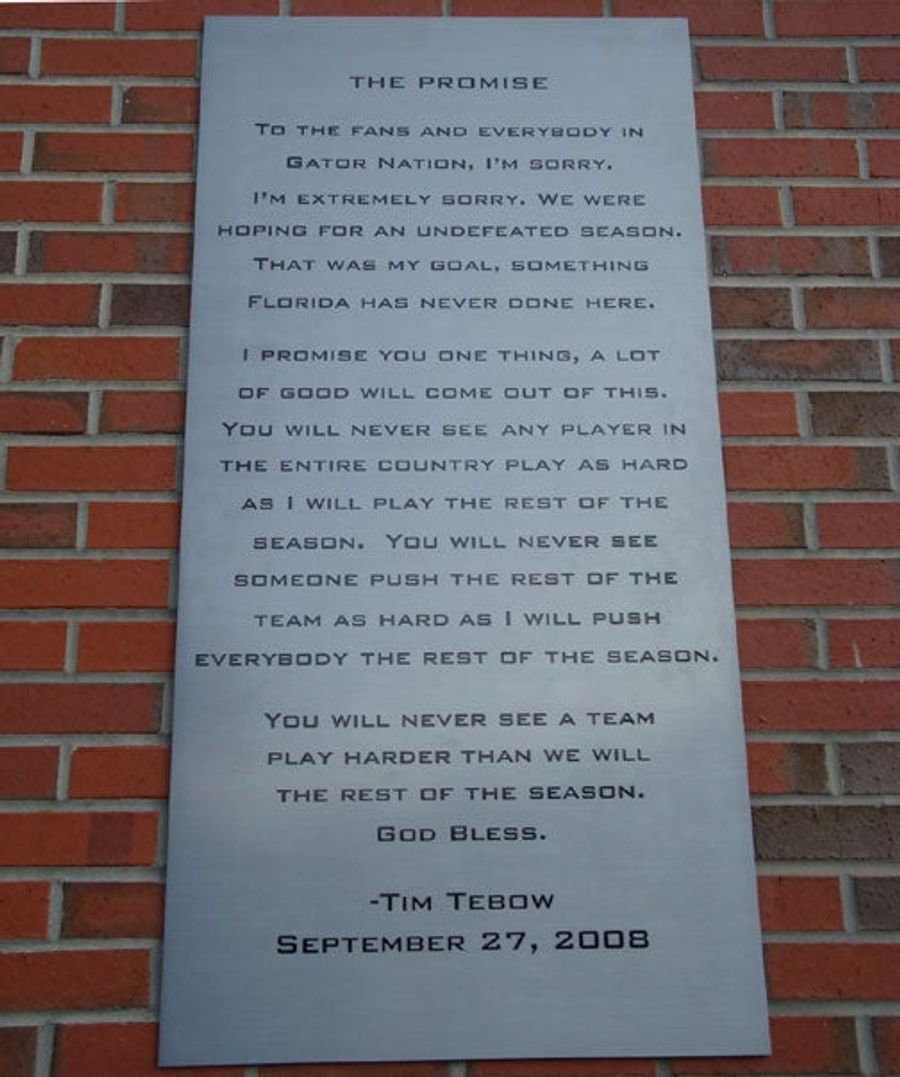 THE PROMISE
TO THE FANS AND EVERYBODY IN
GATOR NATION, I'M SORRY.
I'M EXTREMELY SORRY. WE WERE
HOPING FOR AN UNDEFEATED SEASON.
THAT WAS MY GOAL, SOMETHING
FLORIDA HAS NEVER DONE HERE.
I PROMISE YOU ONE THING, A LOT
OF GOOD WILL COME OUT OF THIS.
YOU WILL NEVER SEE ANY PLAYER IN
THE ENTIRE COUNTRY PLAY AS HARD
AS I WILL PLAY THE REST OF THE
SEASON. YOU WILL NEVER SEE
SOMEONE PUSH THE REST OF THE
TEAM AS HARD AS I WILL PUSH
EVERYBODY THE REST OF THE SEASON.
YOU WILL NEVER SEE A TEAM
PLAY HARDER THAN WE WILL
THE REST OF THE SEASON.
GOD BLESS.
-TIM TEBOW
SEPTEMBER 27, 2008